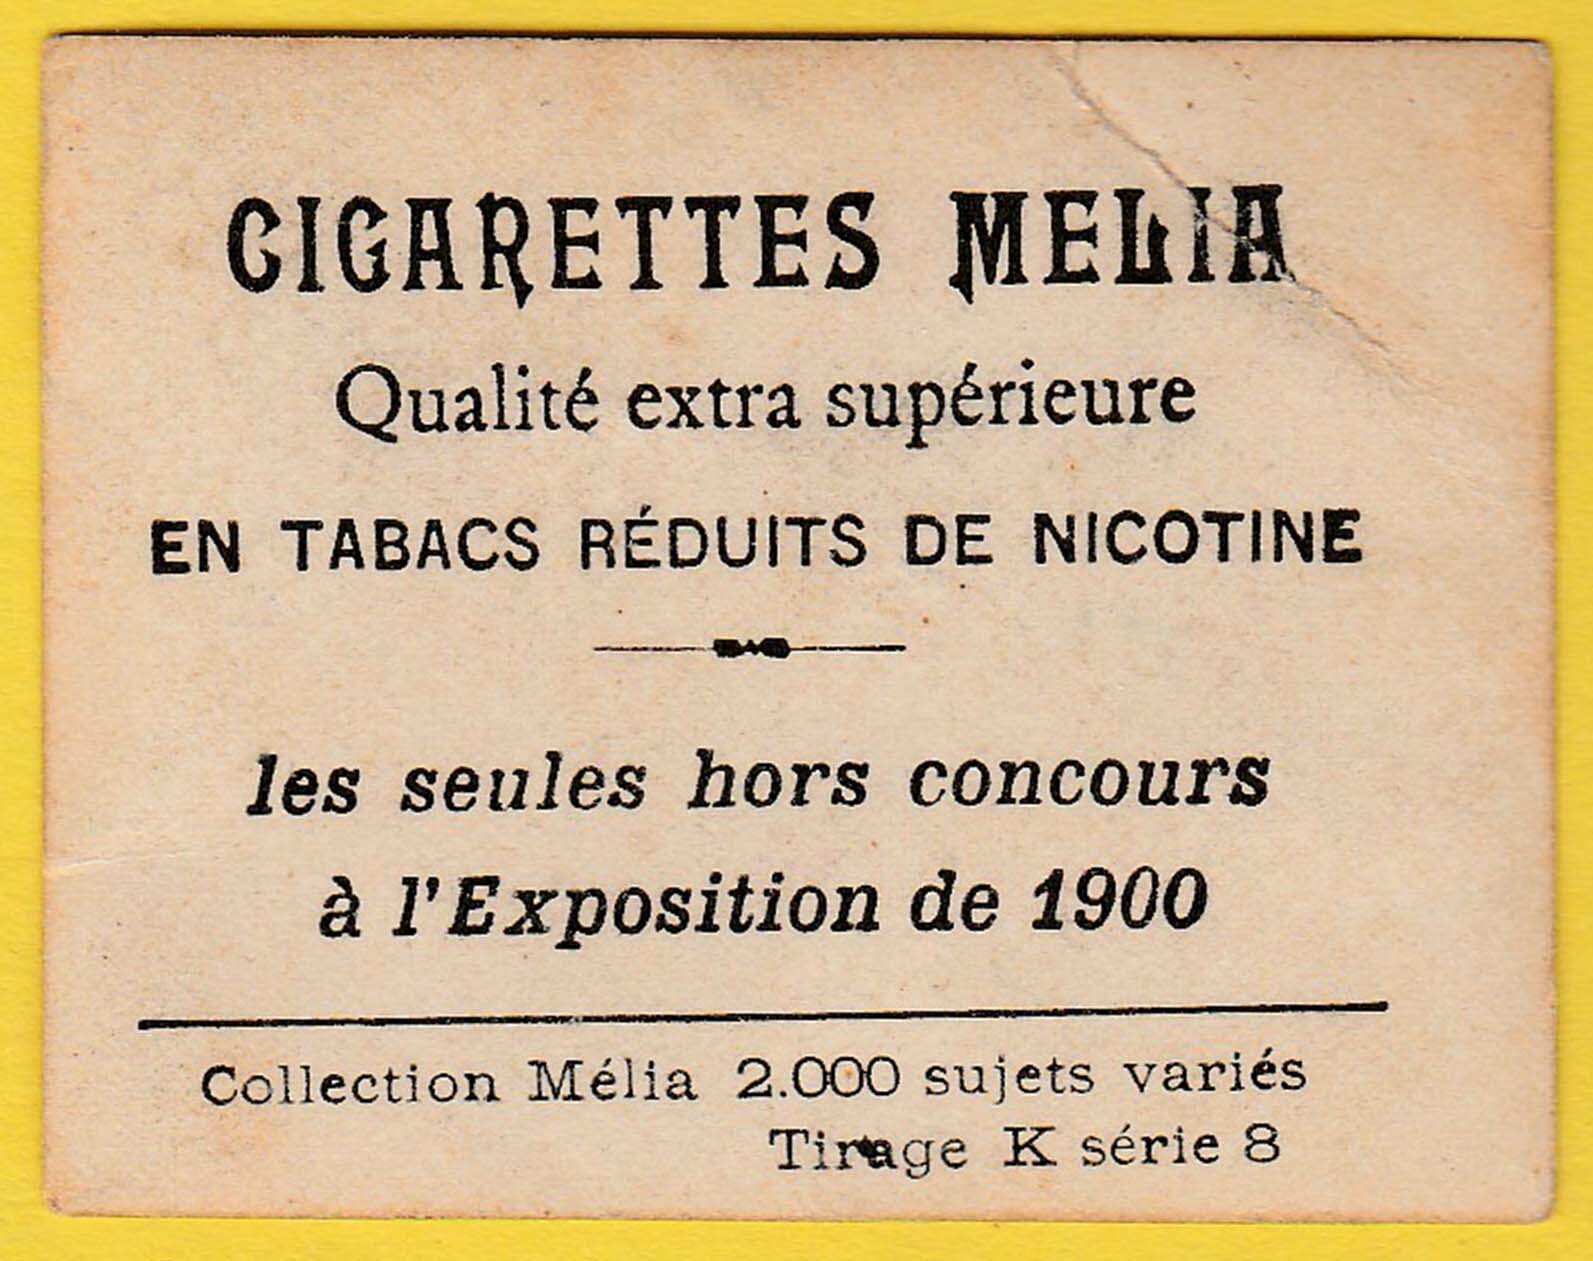 CIGARETTES MELIA
Qualité extra supérieure
EN TABACS RÉDUITS DE NICOTINE
les seules hors concours
à l'Exposition de 1900
Collection Mélia 2.000 sujets variés
Tirage K série 8